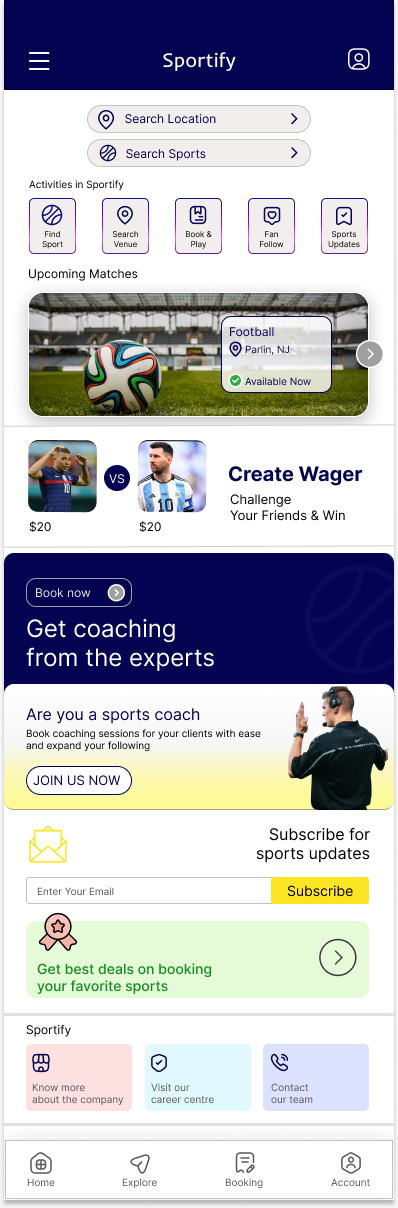 Sportify
Search Location
Search Sports
Activities in Sportify
Find
Sport
Search
Venue
Book &
Play
Fan
Follow
Sports
Updates
Upcoming Matches
Football
Parlin, NJ
Available Now
10
VS
10
$20
$20
Create Wager
Challenge
Your Friends & Win
Book now
Get coaching
from the experts
Are you a sports coach
Book coaching sessions for your clients with ease
and expand your following
JOIN US NOW
Subscribe for
sports updates
Enter Your Email
Subscribe
Get best deals on booking
your favorite sports
Sportify
Know more
about the company
Visit our
career centre
Contact
our team
Home
Explore
Booking
Account